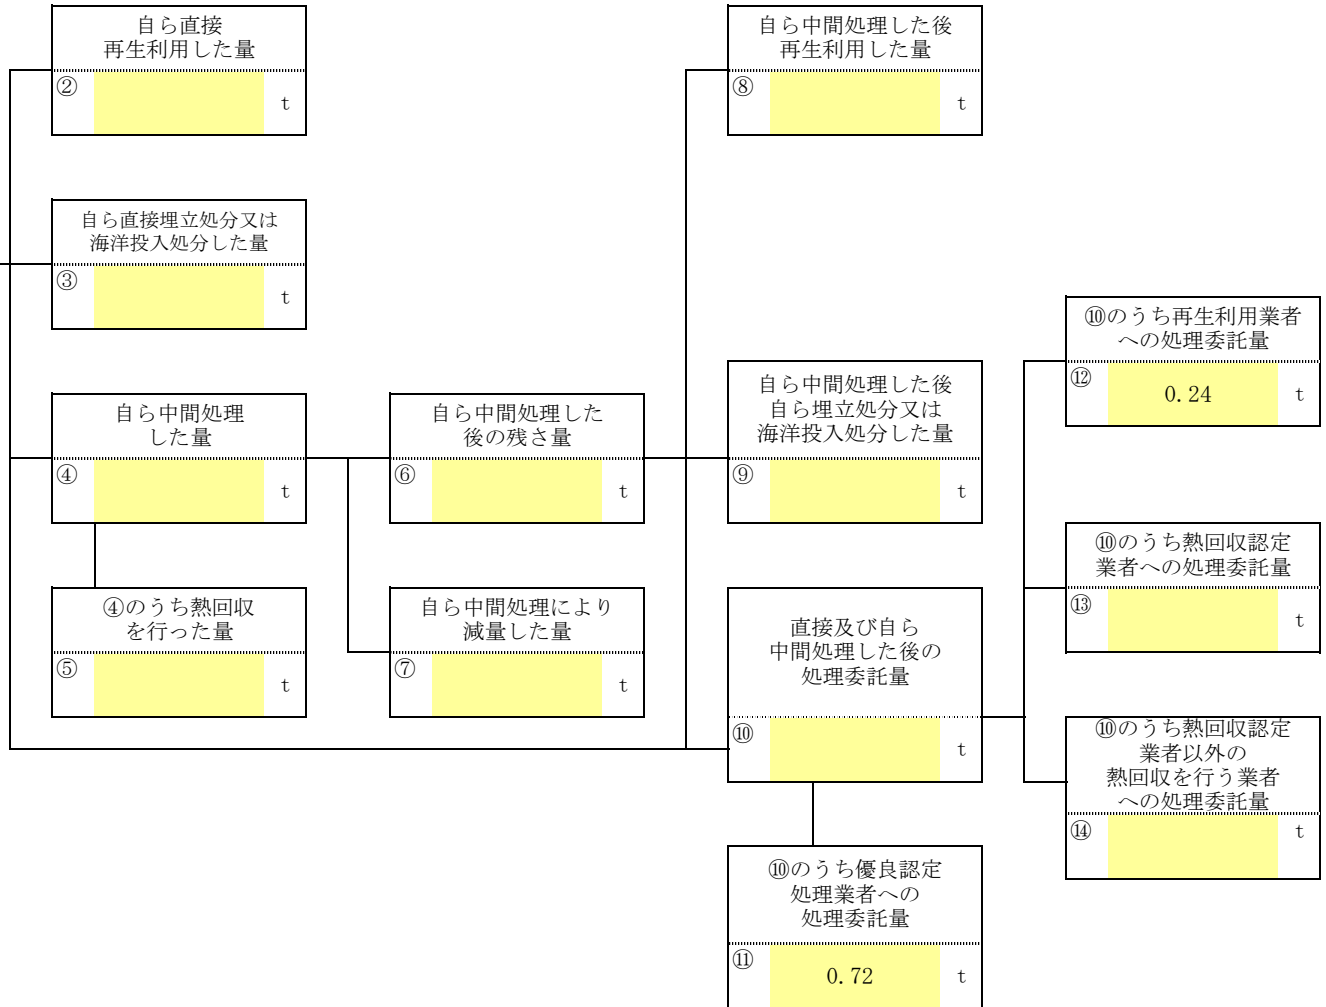 自ら直接
再生利用した量
②
t
自ら直接埋立処分又は
海洋投入処分した量
③
t
自ら中間処理
した量
④
t
④のうち熱回収
を行った量
⑤
t
自ら中間処理した
後の残さ量
⑥
t
自ら中間処理により
減量した量
⑦
t
自ら中間処理した後
再生利用した量
⑧
t
自ら中間処理した後
自ら埋立処分又は
海洋投入処分した量
⑨
t
直接及び自ら
中間処理した後の
処理委託量
⑩
t
⑩のうち優良認定
処理業者への
処理委託量
⑪ 0.72 t
⑩のうち再生利用業者
への処理委託量
⑫ 0.24 t
⑩のうち熱回収認定
業者への処理委託量
⑬
t
⑩のうち熱回収認定
業者以外の
熱回収を行う業者
への処理委託量
⑭
t